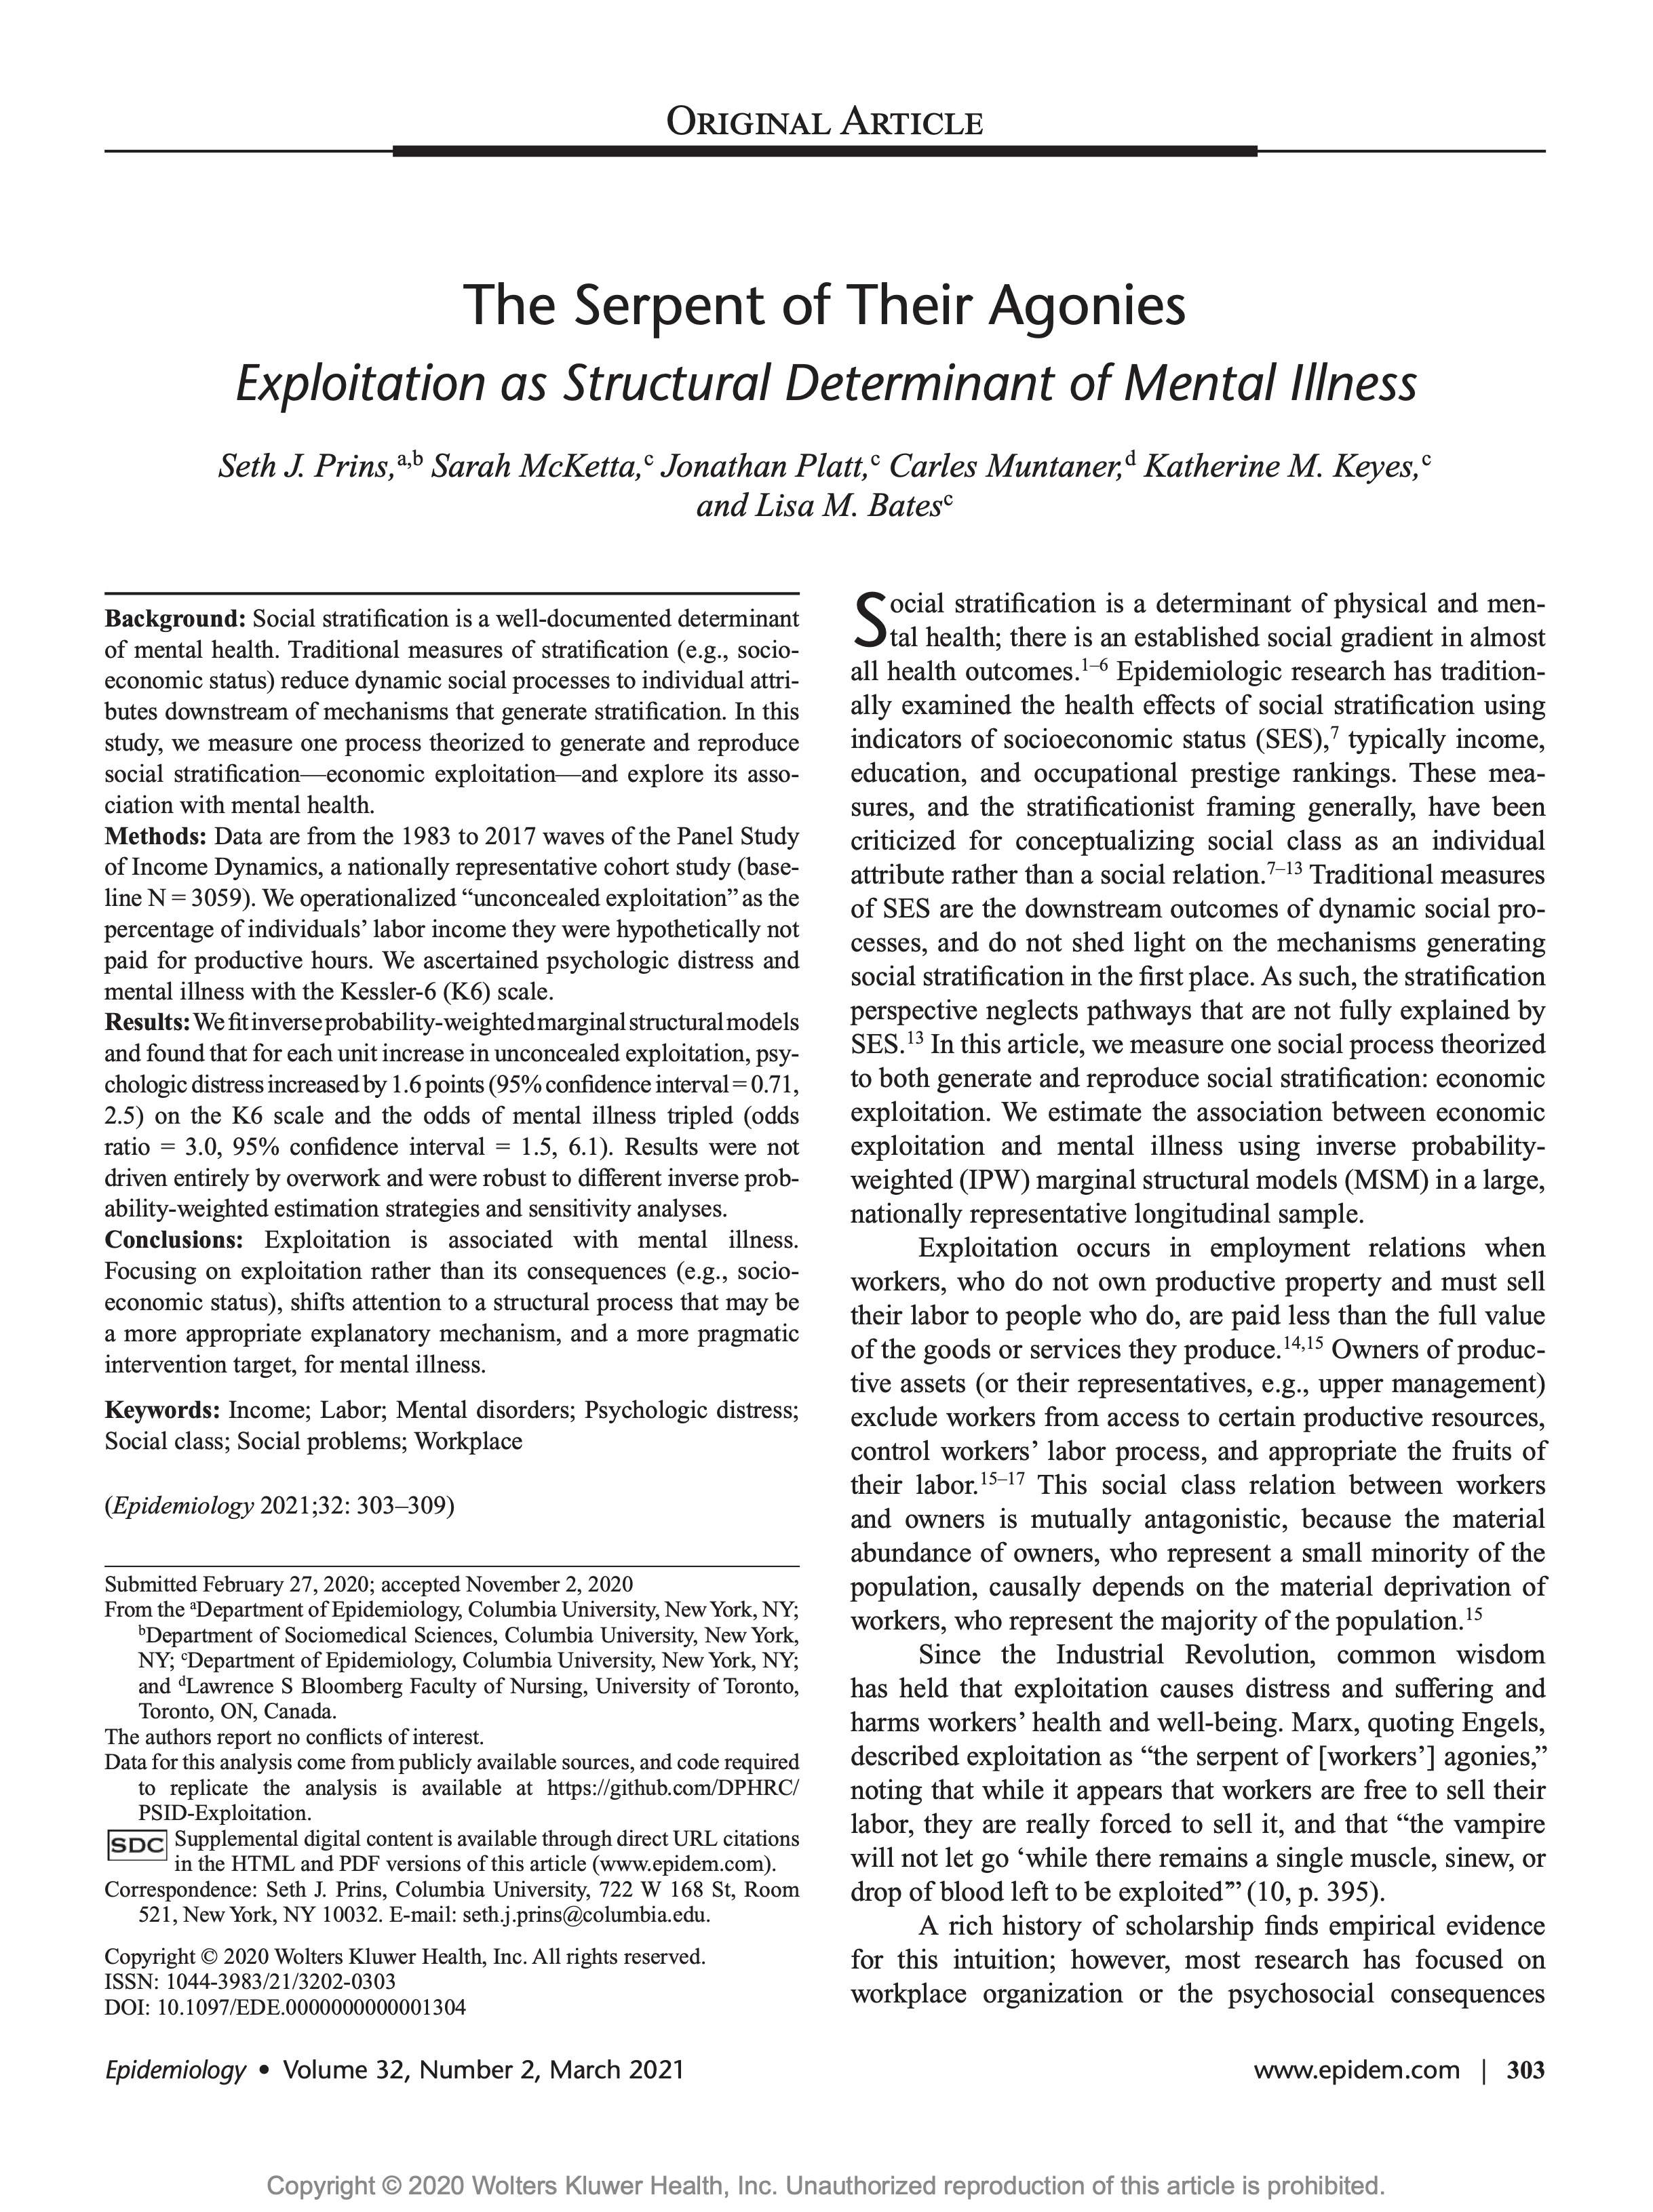 ORIGINAL ARTICLE
The Serpent of Their Agonies
Exploitation as Structural Determinant of Mental Illness
Seth J. Prins,a,b Sarah McKetta,c Jonathan Platt,c Carles Muntaner,d Katherine M. Keyes,c
and Lisa M. Batesc
Background: Social stratification is a well-documented determinant
of mental health. Traditional measures of stratification (e.g., socio-
economic status) reduce dynamic social processes to individual attri-
butes downstream of mechanisms that generate stratification. In this
study, we measure one process theorized to generate and reproduce
social stratification—economic exploitation—and explore its asso-
ciation with mental health.
Methods: Data are from the 1983 to 2017 waves of the Panel Study
of Income Dynamics, a nationally representative cohort study (base-
line N = 3059). We operationalized “unconcealed exploitation” as the
percentage of individuals’ labor income they were hypothetically not
paid for productive hours. We ascertained psychologic distress and
mental illness with the Kessler-6 (K6) scale.
Results: We fit inverse probability-weighted marginal structural models
and found that for each unit increase in unconcealed exploitation, psy-
chologic distress increased by 1.6 points (95% confidence interval = 0.71,
2.5) on the K6 scale and the odds of mental illness tripled (odds
ratio = 3.0, 95% confidence interval = 1.5, 6.1). Results were not
driven entirely by overwork and were robust to different inverse prob-
ability-weighted estimation strategies and sensitivity analyses.
Conclusions: Exploitation is associated with mental illness.
Focusing on exploitation rather than its consequences (e.g., socio-
economic status), shifts attention to a structural process that may be
a more appropriate explanatory mechanism, and a more pragmatic
intervention target, for mental illness.
Keywords: Income; Labor; Mental disorders; Psychologic distress;
Social class; Social problems; Workplace
(Epidemiology 2021;32: 303–309)
Submitted February 27, 2020; accepted November 2, 2020
From the aDepartment of Epidemiology, Columbia University, New York, NY;
bDepartment of Sociomedical Sciences, Columbia University, New York,
NY; cDepartment of Epidemiology, Columbia University, New York, NY;
and dLawrence S Bloomberg Faculty of Nursing, University of Toronto,
Toronto, ON, Canada.
The authors report no conflicts of interest.
Data for this analysis come from publicly available sources, and code required
to replicate the analysis is available at https://github.com/DPHRC/
PSID-Exploitation.
SDC Supplemental digital content is available through direct URL citations
in the HTML and PDF versions of this article (www.epidem.com).
Correspondence: Seth J. Prins, Columbia University, 722 W 168 St, Room
521, New York, NY 10032. E-mail: seth.j.prins@columbia.edu.
Copyright © 2020 Wolters Kluwer Health, Inc. All rights reserved.
ISSN: 1044-3983/21/3202-0303
DOI: 10.1097/EDE.0000000000001304
Social stratification is a determinant of physical and men-
tal health; there is an established social gradient in almost
all health outcomes.1–6 Epidemiologic research has tradition-
ally examined the health effects of social stratification using
indicators of socioeconomic status (SES),7 typically income,
education, and occupational prestige rankings. These mea-
sures, and the stratificationist framing generally, have been
criticized for conceptualizing social class as an individual
attribute rather than a social relation.7–13 Traditional measures
of SES are the downstream outcomes of dynamic social pro-
cesses, and do not shed light on the mechanisms generating
social stratification in the first place. As such, the stratification
perspective neglects pathways that are not fully explained by
SES.13 In this article, we measure one social process theorized
to both generate and reproduce social stratification: economic
exploitation. We estimate the association between economic
exploitation and mental illness using inverse probability-
weighted (IPW) marginal structural models (MSM) in a large,
nationally representative longitudinal sample.
Exploitation occurs in employment relations when
workers, who do not own productive property and must sell
their labor to people who do, are paid less than the full value
of the goods or services they produce.14,15 Owners of produc-
tive assets (or their representatives, e.g., upper management)
exclude workers from access to certain productive resources,
control workers’ labor process, and appropriate the fruits of
their labor.15–17 This social class relation between workers
and owners is mutually antagonistic, because the material
abundance of owners, who represent a small minority of the
population, causally depends on the material deprivation of
workers, who represent the majority of the population.15
Since the Industrial Revolution, common wisdom
has held that exploitation causes distress and suffering and
harms workers’ health and well-being. Marx, quoting Engels,
described exploitation as “the serpent of [workers’] agonies,”
noting that while it appears that workers are free to sell their
labor, they are really forced to sell it, and that “the vampire
will not let go ‘while there remains a single muscle, sinew, or
drop of blood left to be exploited’” (10, p. 395).
A rich history of scholarship finds empirical evidence
for this intuition; however, most research has focused on
workplace organization or the psychosocial consequences
Epidemiology • Volume 32, Number 2, March 2021
www.epidem.com | 303
Copyright © 2020 Wolters Kluwer Health, Inc. Unauthorized reproduction of this article is prohibited.